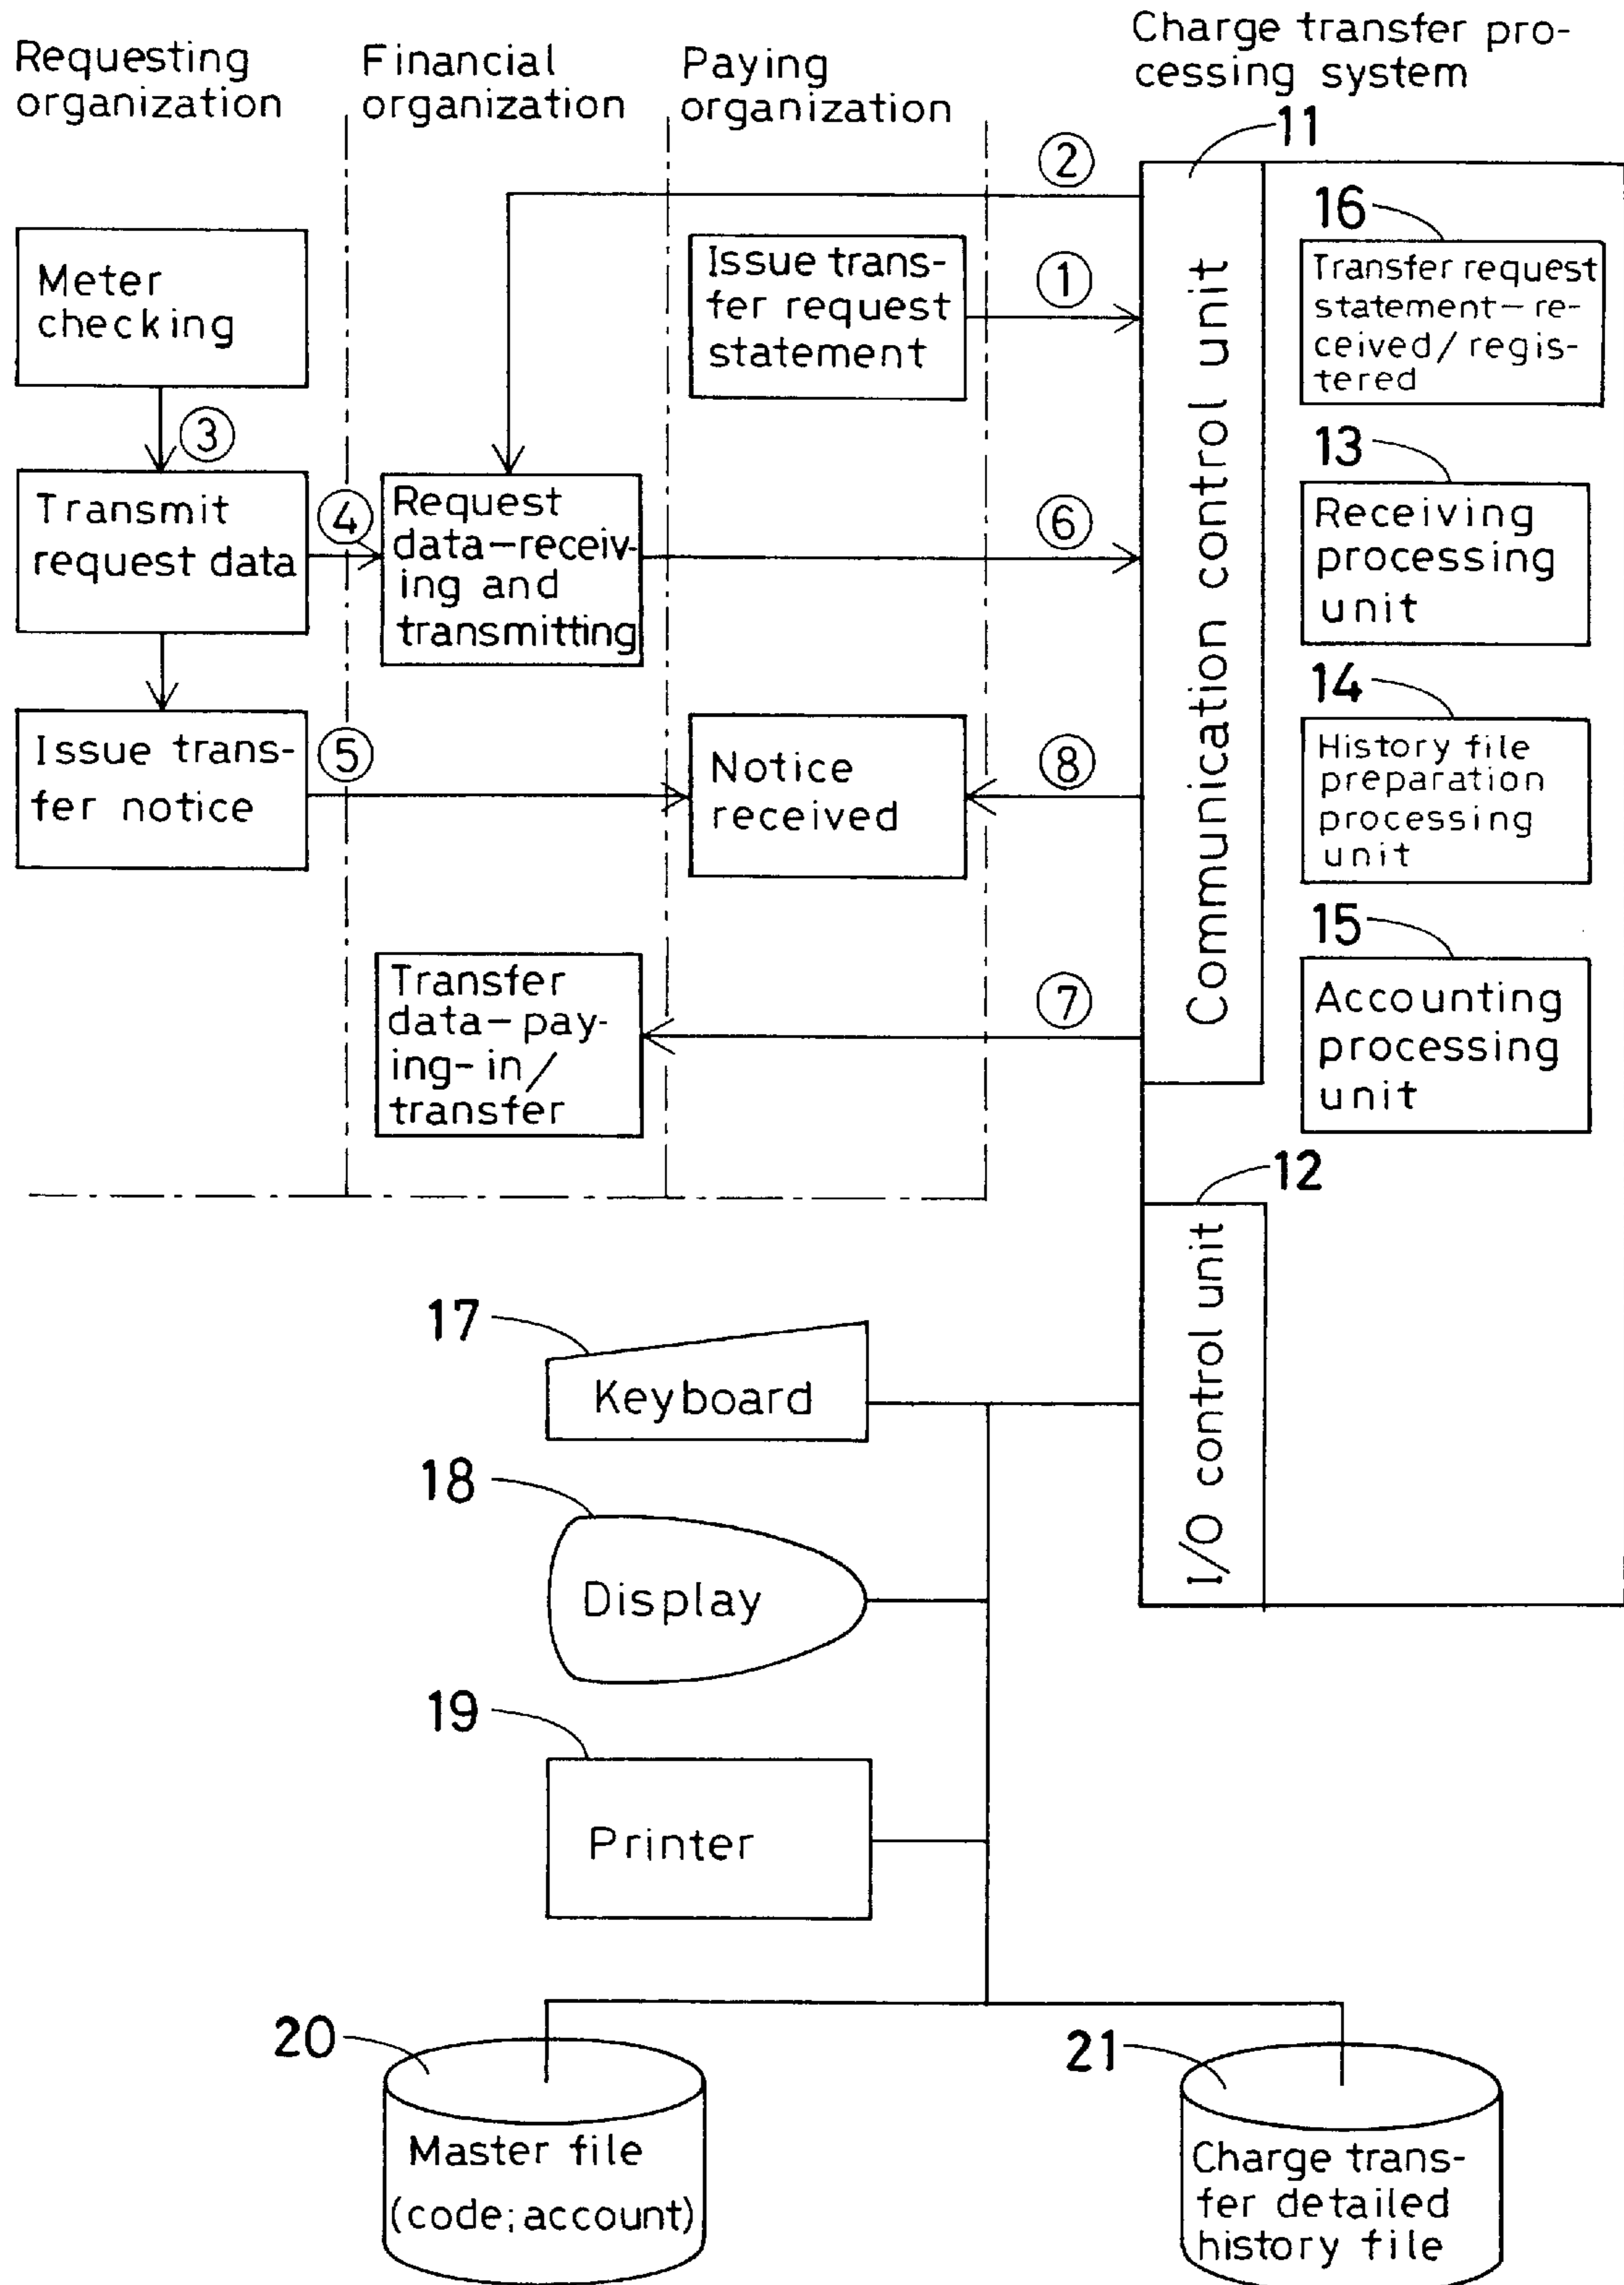 Requesting
organization
Financial
organization
Paying
organization
Charge transfer pro-
cessing system
11
②
16
Meter
checking
Issue trans-
fer request
statement
①
Transfer request
statement—re-
ceived/regis-
tered
③
13
Transmit
request data
④
Request
data—receiv-
ing and
transmitting
⑥
Communication control unit
Receiving
processing
unit
14
Issue trans-
fer notice
⑤
Notice
received
⑧
History file
preparation
processing
unit
15
Transfer
data—pay-
ing-in/
transfer
⑦
Accounting
processing
unit
12
I/O control unit
17
Keyboard
18
Display
19
Printer
20
Master file
(code;account)
21
Charge trans-
fer detailed
history file